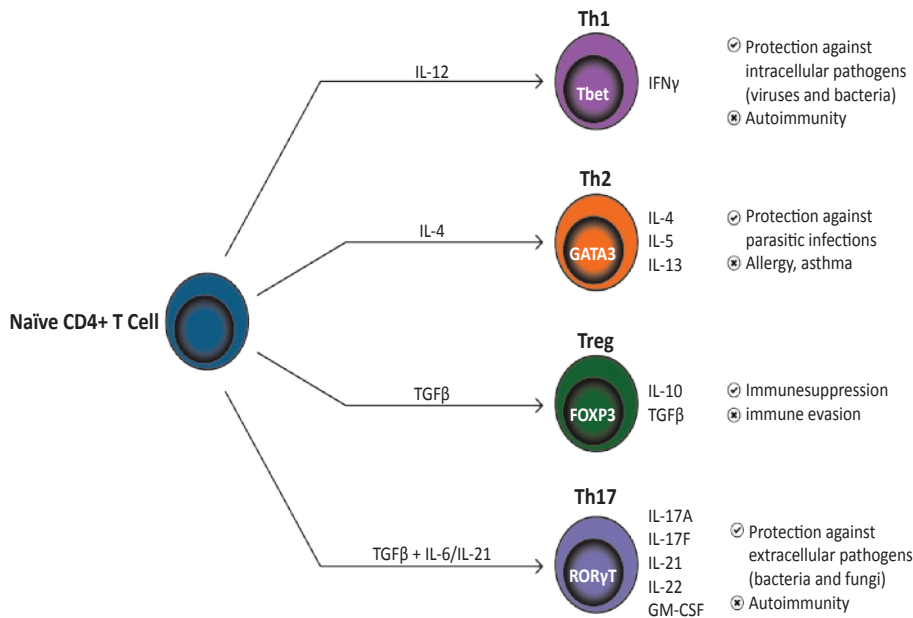 Th1
IL-12
Tbet
IFNγ
Protection against
intracellular pathogens
(viruses and bacteria)
Autoimmunity
Th2
IL-4
GATA3
IL-4
IL-5
IL-13
Protection against
parasitic infections
Allergy, asthma
Naïve CD4+ T Cell
Treg
TGFβ
FOXP3
IL-10
TGFβ
Immunesuppression
immune evasion
Th17
TGFβ + IL-6/IL-21
RORγT
IL-17A
IL-17F
IL-21
IL-22
GM-CSF
Protection against
extracellular pathogens
(bacteria and fungi)
Autoimmunity